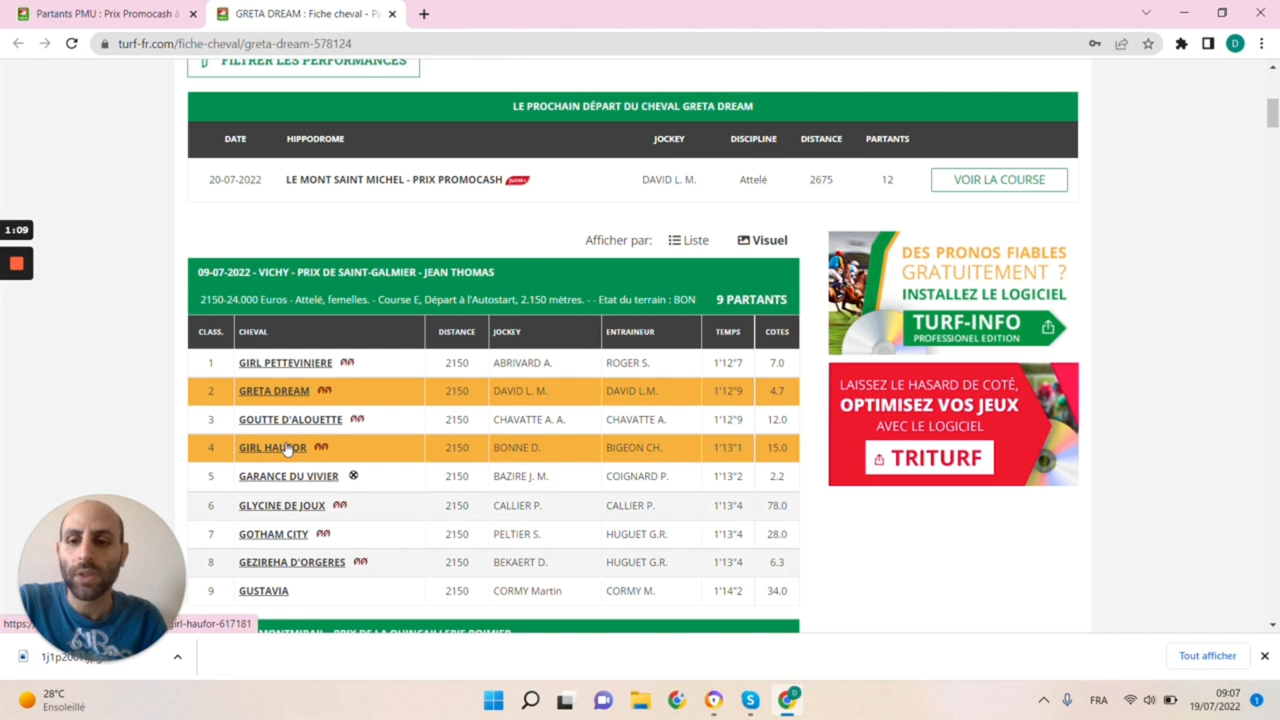 Partants PMU : Prix Promocash à
GRETA DREAM : Fiche cheval - Pa
turf-fr.com/fiche-cheval/greta-dream-578124
D
FILTRER LES PERFORMANCES
LE PROCHAIN DÉPART DU CHEVAL GRETA DREAM
DATE HIPPODROME JOCKEY DISCIPLINE DISTANCE PARTANTS
20-07-2022 LE MONT SAINT MICHEL - PRIX PROMOCASH DAVID L. M. Attelé 2675 12 VOIR LA COURSE
1:09
Afficher par: Liste Visuel
09-07-2022 - VICHY - PRIX DE SAINT-GALMIER - JEAN THOMAS
2150-24.000 Euros - Attelé, femelles. - Course E, Départ à l'Autostart, 2.150 mètres. - - Etat du terrain : BON 9 PARTANTS
CLASS. CHEVAL DISTANCE JOCKEY ENTRAINEUR TEMPS COTES
1 GIRL PETTEVINIERE 2150 ABRIVARD A. ROGER S. 1'12"7 7.0
2 GRETA DREAM 2150 DAVID L. M. DAVID L.M. 1'12"9 4.7
3 GOUTTE D'ALOUETTE 2150 CHAVATTE A. A. CHAVATTE A. 1'12"9 12.0
4 GIRL HAUFOR 2150 BONNE D. BIGEON CH. 1'13"1 15.0
5 GARANCE DU VIVIER 2150 BAZIRE J. M. COIGNARD P. 1'13"2 2.2
6 GLYCINE DE JOUX 2150 CALLIER P. CALLIER P. 1'13"4 78.0
7 GOTHAM CITY 2150 PELTIER S. HUGUET G.R. 1'13"4 28.0
8 GEZIREHA D'ORGERES 2150 BEKAERT D. HUGUET G.R. 1'13"4 6.3
9 GUSTAVIA 2150 CORMY Martin CORMY M. 1'14"2 34.0
DES PRONOS FIABLES
GRATUITEMENT ?
INSTALLEZ LE LOGICIEL
TURF-INFO
PROFESSIONEL EDITION
LAISSEZ LE HASARD DE COTÉ,
OPTIMISEZ VOS JEUX
AVEC LE LOGICIEL
TRITURF
https:/
irl-haufor-617181
MONTMIRAIL - PRIX DE LA QUINCAILLERIE POIMIER
Tout afficher
28°C
Ensoleillé
D
FRA
09:07
19/07/2022
1